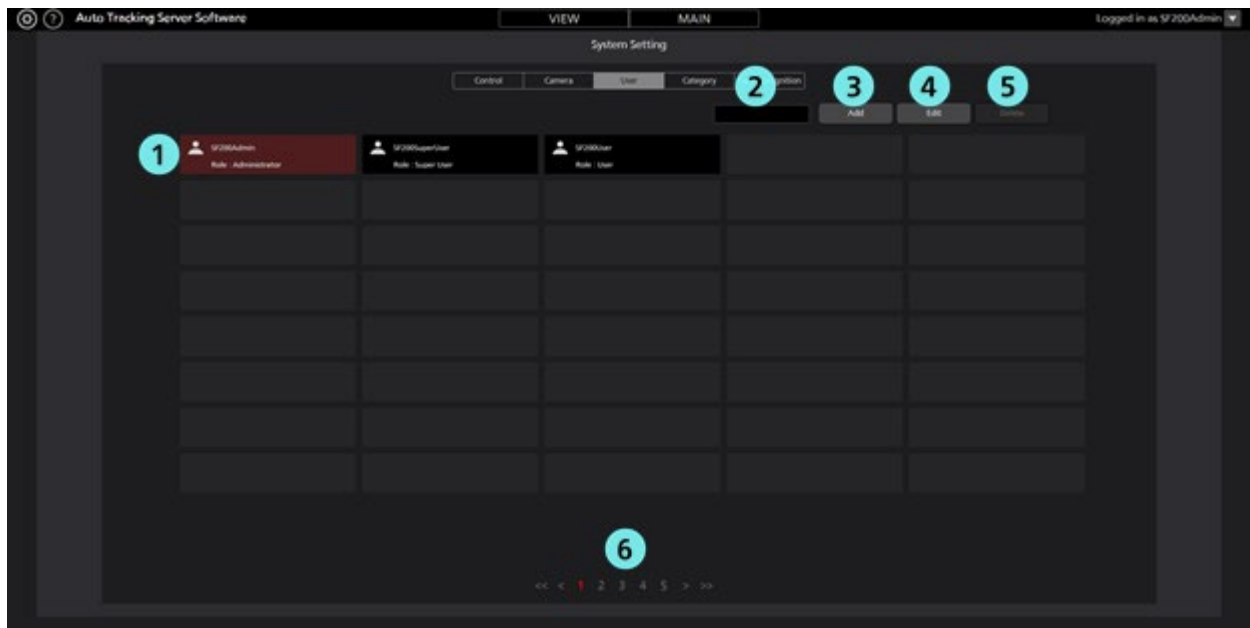 Auto Tracking Server Software
VIEW
MAIN
Logged in as SF200Admin
System Setting
Control
Camera
User
Category
2
3
4
5
Add
Edit
Delete
1
SF200Admin
Role : Administrator
SF200SuperUser
Role : Super User
SF200User
Role : User
6
<< < 1 2 3 4 5 > >>